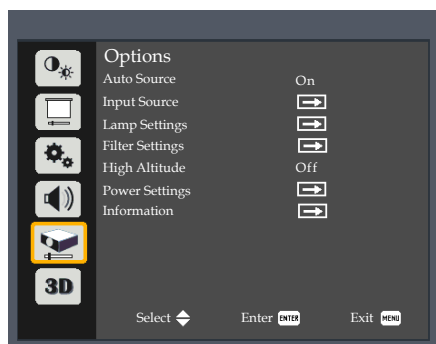 Options
Auto Source On
Input Source
Lamp Settings
Filter Settings
High Altitude Off
Power Settings
Information
3D
Select Enter ENTER Exit MENU